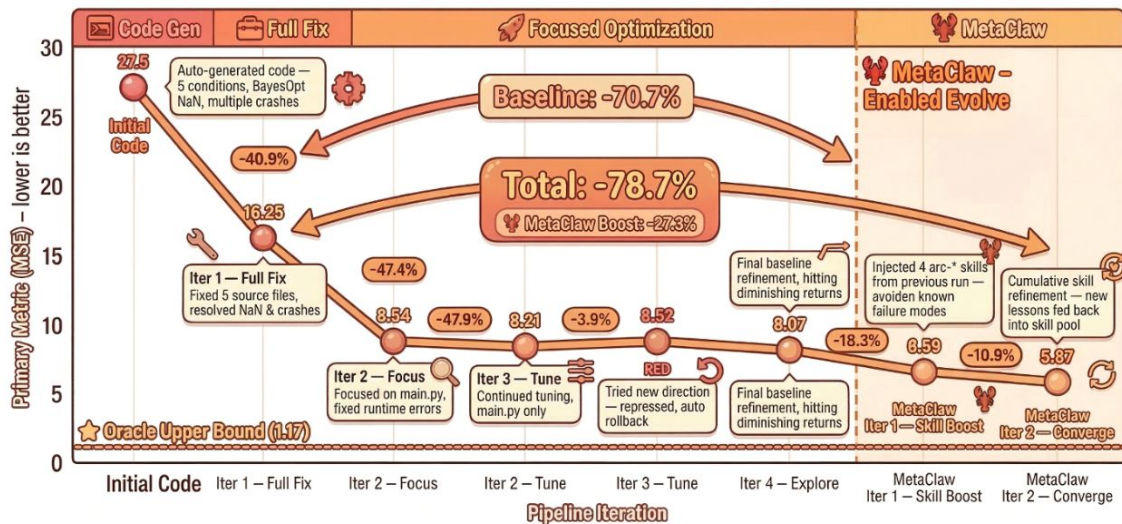 Code Gen
Full Fix
Focused Optimization
MetaClaw
30
25
20
15
10
5
0
Primary Metric (MSE) – lower is better
27.5
Initial
Code
Auto-generated code —
5 conditions, BayesOpt
NaN, multiple crashes
Baseline: -70.7%
MetaClaw –
Enabled Evolve
-40.9%
Total: -78.7%
MetaClaw Boost: -27.3%
16.25
Iter 1 — Full Fix
Fixed 5 source files,
resolved NaN & crashes
-47.4%
8.54
Iter 2 — Focus
Focused on main.py,
fixed runtime errors
-47.9%
8.21
Iter 3 — Tune
Continued tuning,
main.py only
-3.9%
8.52
RED
Tried new direction
— repressed, auto
rollback
Final baseline
refinement, hitting
diminishing returns
8.07
Final baseline
refinement, hitting
diminishing returns
-18.3%
Injected 4 arc-* skills
from previous run —
avoiden known
failure modes
6.59
MetaClaw
Iter 1 — Skill Boost
-10.9%
Cumulative skill
refinement — new
lessons fed back
into skill pool
5.87
MetaClaw
Iter 2 — Converge
Oracle Upper Bound (1.17)
Initial Code
Iter 1 — Full Fix
Iter 2 — Focus
Iter 2 — Tune
Iter 3 — Tune
Iter 4 — Explore
MetaClaw
Iter 1 — Skill Boost
MetaClaw
Iter 2 — Converge
Pipeline Iteration